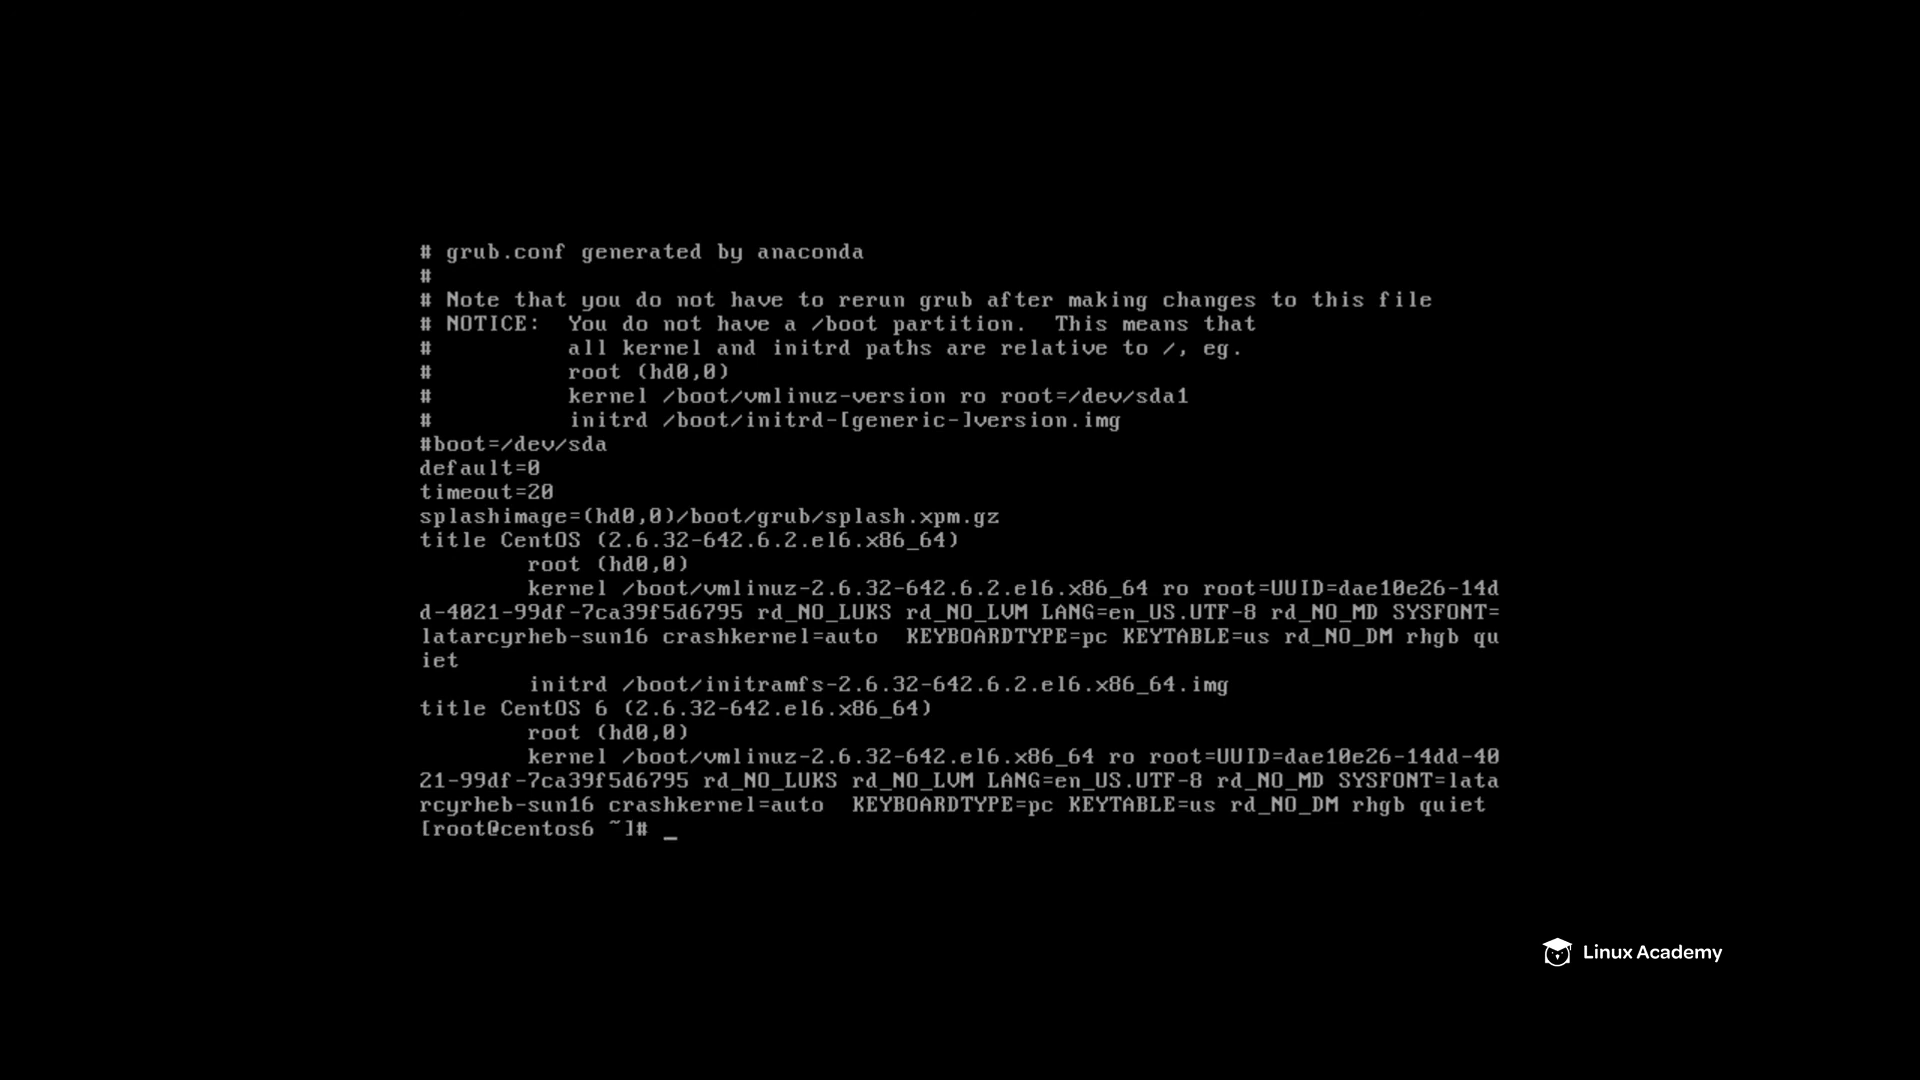 # grub.conf generated by anaconda
#
# Note that you do not have to rerun grub after making changes to this file
# NOTICE:  You do not have a /boot partition.  This means that
#          all kernel and initrd paths are relative to /, eg.
#          root (hd0,0)
#          kernel /boot/vmlinuz-version ro root=/dev/sda1
#          initrd /boot/initrd-[generic-]version.img
#boot=/dev/sda
default=0
timeout=20
splashimage=(hd0,0)/boot/grub/splash.xpm.gz
title CentOS (2.6.32-642.6.2.el6.x86_64)
        root (hd0,0)
        kernel /boot/vmlinuz-2.6.32-642.6.2.el6.x86_64 ro root=UUID=dae10e26-14d
d-4021-99df-7ca39f5d6795 rd_NO_LUKS rd_NO_LVM LANG=en_US.UTF-8 rd_NO_MD SYSFONT=
latarcyrheb-sun16 crashkernel=auto  KEYBOARDTYPE=pc KEYTABLE=us rd_NO_DM rhgb qu
iet
        initrd /boot/initramfs-2.6.32-642.6.2.el6.x86_64.img
title CentOS 6 (2.6.32-642.el6.x86_64)
        root (hd0,0)
        kernel /boot/vmlinuz-2.6.32-642.el6.x86_64 ro root=UUID=dae10e26-14dd-40
21-99df-7ca39f5d6795 rd_NO_LUKS rd_NO_LVM LANG=en_US.UTF-8 rd_NO_MD SYSFONT=lata
rcyrheb-sun16 crashkernel=auto  KEYBOARDTYPE=pc KEYTABLE=us rd_NO_DM rhgb quiet
[root@centos6 ~]# _
Linux Academy